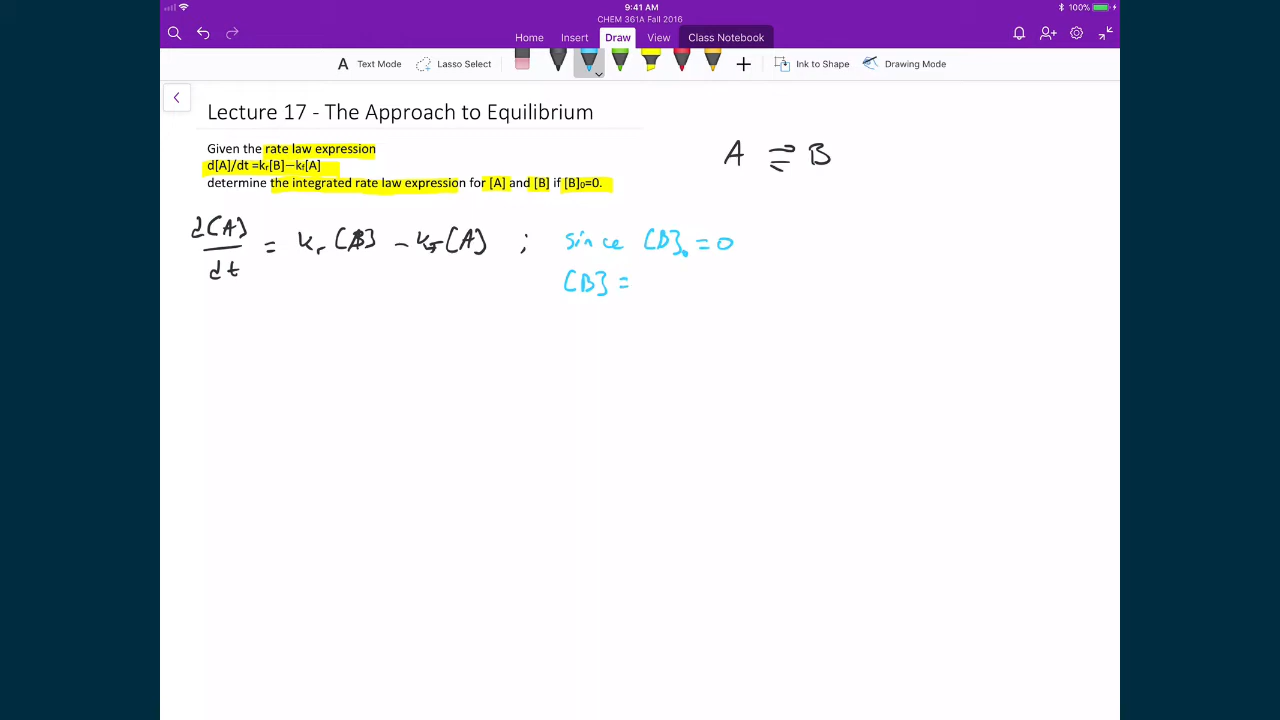 9:41 AM
100%
CHEM 361A Fall 2016
Home Insert Draw View Class Notebook
A Text Mode Lasso Select Ink to Shape Drawing Mode
Lecture 17 - The Approach to Equilibrium
Given the rate law expression
d[A]/dt =kᵣ[B]—k_f[A]
determine the integrated rate law expression for [A] and [B] if [B]₀=0.
A ⇌ B
d[A]/dt = kᵣ[B] - k_f[A] ; since [B]₀ = 0
[B] =